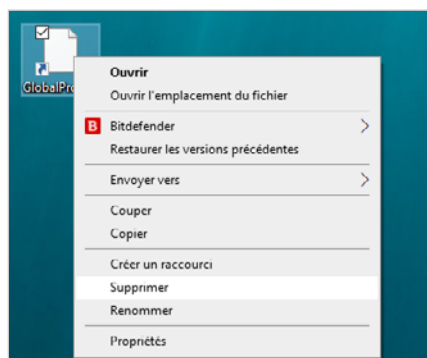 GlobalPro
Ouvrir
Ouvrir l'emplacement du fichier
B Bitdefender
Restaurer les versions précédentes
Envoyer vers
Couper
Copier
Créer un raccourci
Supprimer
Renommer
Propriétés